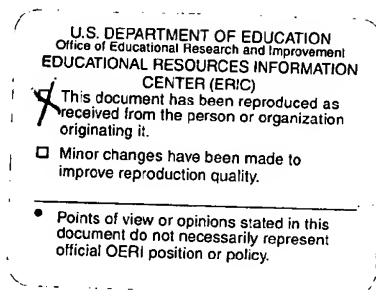 U.S. DEPARTMENT OF EDUCATION
Office of Educational Research and Improvement
EDUCATIONAL RESOURCES INFORMATION
CENTER (ERIC)
This document has been reproduced as
received from the person or organization
originating it.
□ Minor changes have been made to
improve reproduction quality.
• Points of view or opinions stated in this
document do not necessarily represent
official OERI position or policy.